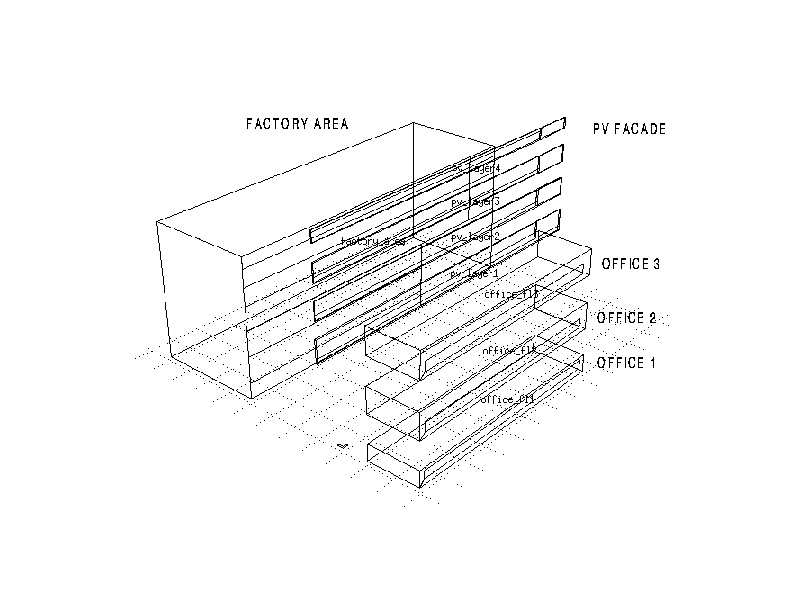 FACTORY AREA
PV FACADE
pv_layer4
pv_layer3
factory_area
pv_layer2
pv_layer1
OFFICE 3
office_fl3
OFFICE 2
office_fl2
OFFICE 1
office_fl1